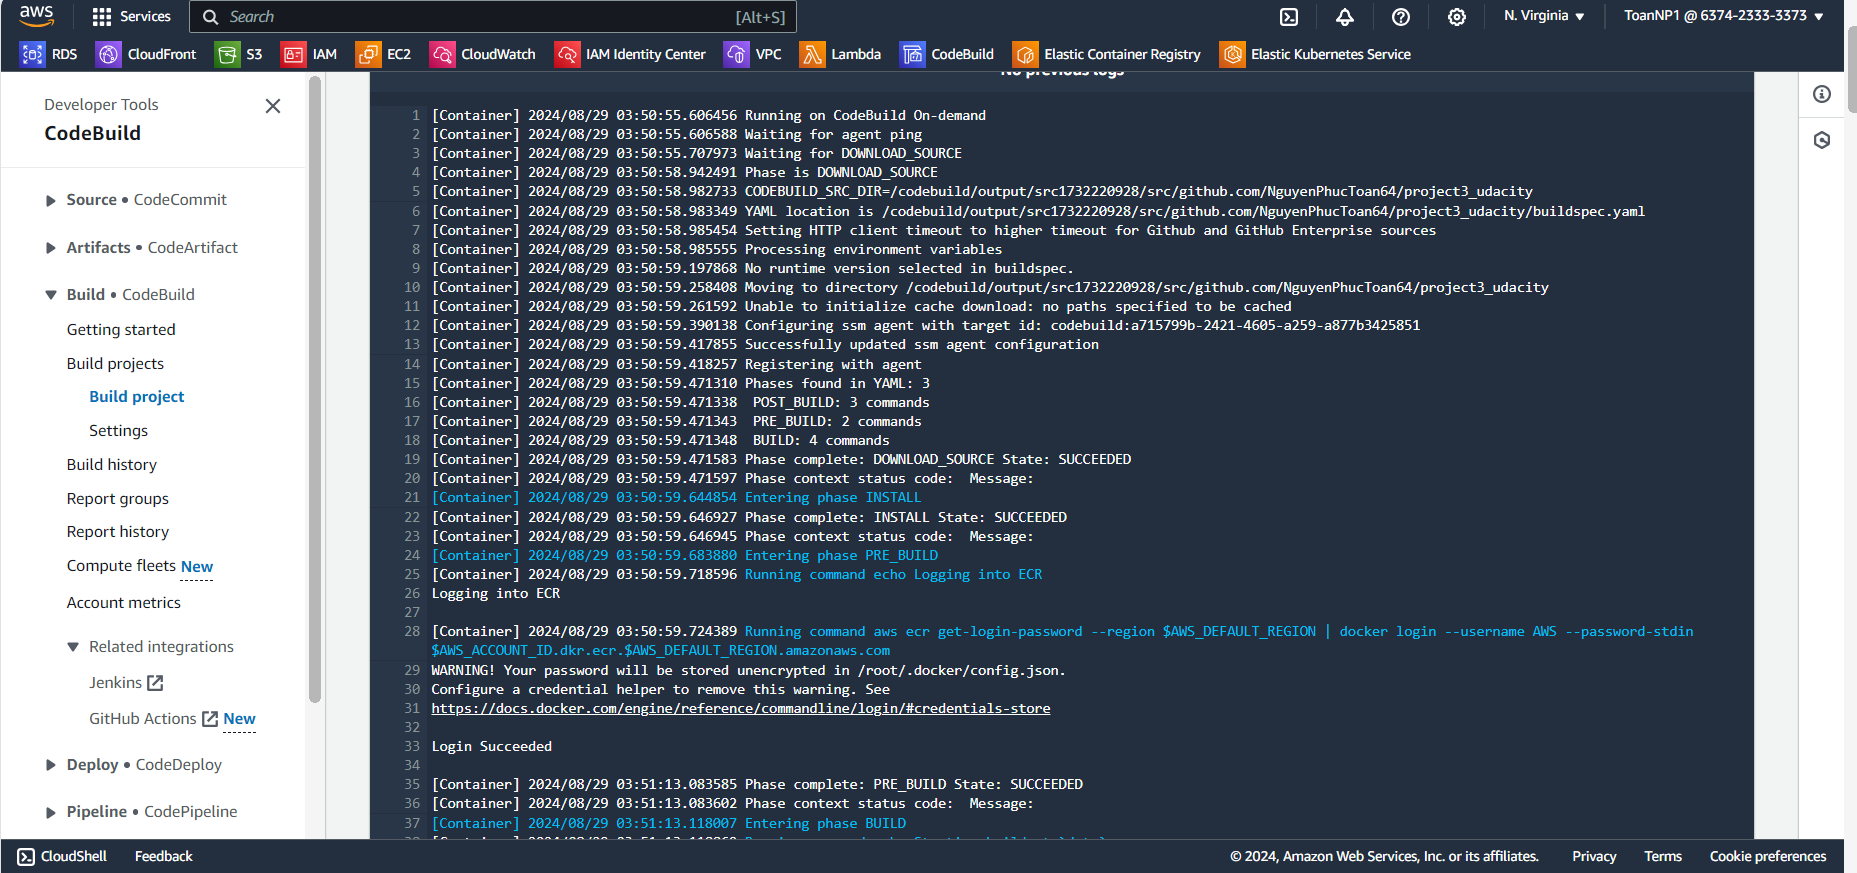 aws
Services
Search
[Alt+S]
N. Virginia
ToanNP1 @ 6374-2333-3373
RDS
CloudFront
S3
IAM
EC2
CloudWatch
IAM Identity Center
VPC
Lambda
CodeBuild
Elastic Container Registry
Elastic Kubernetes Service
Developer Tools
CodeBuild
Source • CodeCommit
Artifacts • CodeArtifact
Build • CodeBuild
Getting started
Build projects
Build project
Settings
Build history
Report groups
Report history
Compute fleets New
Account metrics
Related integrations
Jenkins
GitHub Actions New
Deploy • CodeDeploy
Pipeline • CodePipeline
No previous logs
1 [Container] 2024/08/29 03:50:55.606456 Running on CodeBuild On-demand
2 [Container] 2024/08/29 03:50:55.606588 Waiting for agent ping
3 [Container] 2024/08/29 03:50:55.707973 Waiting for DOWNLOAD_SOURCE
4 [Container] 2024/08/29 03:50:58.942491 Phase is DOWNLOAD_SOURCE
5 [Container] 2024/08/29 03:50:58.982733 CODEBUILD_SRC_DIR=/codebuild/output/src1732220928/src/github.com/NguyenPhucToan64/project3_udacity
6 [Container] 2024/08/29 03:50:58.983349 YAML location is /codebuild/output/src1732220928/src/github.com/NguyenPhucToan64/project3_udacity/buildspec.yaml
7 [Container] 2024/08/29 03:50:58.985454 Setting HTTP client timeout to higher timeout for Github and GitHub Enterprise sources
8 [Container] 2024/08/29 03:50:58.985555 Processing environment variables
9 [Container] 2024/08/29 03:50:59.197868 No runtime version selected in buildspec.
10 [Container] 2024/08/29 03:50:59.258408 Moving to directory /codebuild/output/src1732220928/src/github.com/NguyenPhucToan64/project3_udacity
11 [Container] 2024/08/29 03:50:59.261592 Unable to initialize cache download: no paths specified to be cached
12 [Container] 2024/08/29 03:50:59.390138 Configuring ssm agent with target id: codebuild:a715799b-2421-4605-a259-a877b3425851
13 [Container] 2024/08/29 03:50:59.417855 Successfully updated ssm agent configuration
14 [Container] 2024/08/29 03:50:59.418257 Registering with agent
15 [Container] 2024/08/29 03:50:59.471310 Phases found in YAML: 3
16 [Container] 2024/08/29 03:50:59.471338  POST_BUILD: 3 commands
17 [Container] 2024/08/29 03:50:59.471343  PRE_BUILD: 2 commands
18 [Container] 2024/08/29 03:50:59.471348  BUILD: 4 commands
19 [Container] 2024/08/29 03:50:59.471583 Phase complete: DOWNLOAD_SOURCE State: SUCCEEDED
20 [Container] 2024/08/29 03:50:59.471597 Phase context status code:  Message:
21 [Container] 2024/08/29 03:50:59.644854 Entering phase INSTALL
22 [Container] 2024/08/29 03:50:59.646927 Phase complete: INSTALL State: SUCCEEDED
23 [Container] 2024/08/29 03:50:59.646945 Phase context status code:  Message:
24 [Container] 2024/08/29 03:50:59.683880 Entering phase PRE_BUILD
25 [Container] 2024/08/29 03:50:59.718596 Running command echo Logging into ECR
26 Logging into ECR
27
28 [Container] 2024/08/29 03:50:59.724389 Running command aws ecr get-login-password --region $AWS_DEFAULT_REGION | docker login --username AWS --password-stdin
$AWS_ACCOUNT_ID.dkr.ecr.$AWS_DEFAULT_REGION.amazonaws.com
29 WARNING! Your password will be stored unencrypted in /root/.docker/config.json.
30 Configure a credential helper to remove this warning. See
31 https://docs.docker.com/engine/reference/commandline/login/#credentials-store
32
33 Login Succeeded
34
35 [Container] 2024/08/29 03:51:13.083585 Phase complete: PRE_BUILD State: SUCCEEDED
36 [Container] 2024/08/29 03:51:13.083602 Phase context status code:  Message:
37 [Container] 2024/08/29 03:51:13.118007 Entering phase BUILD
CloudShell
Feedback
© 2024, Amazon Web Services, Inc. or its affiliates.
Privacy
Terms
Cookie preferences